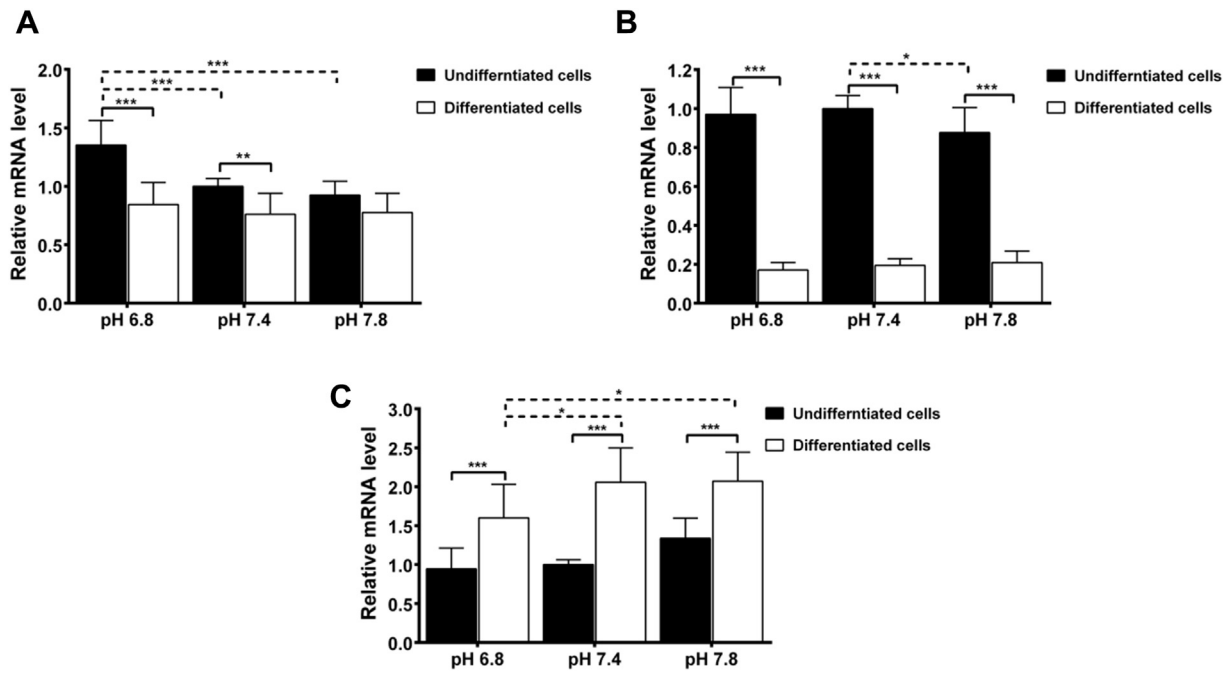 A
Relative mRNA level
2.0
1.5
1.0
0.5
0.0
***
***
***
**
pH 6.8
pH 7.4
pH 7.8
Undifferntiated cells
Differentiated cells
B
Relative mRNA level
1.2
1.0
0.8
0.6
0.4
0.2
0.0
***
***
*
***
pH 6.8
pH 7.4
pH 7.8
Undifferntiated cells
Differentiated cells
C
Relative mRNA level
3.0
2.5
2.0
1.5
1.0
0.5
0.0
*
*
***
***
***
pH 6.8
pH 7.4
pH 7.8
Undifferntiated cells
Differentiated cells